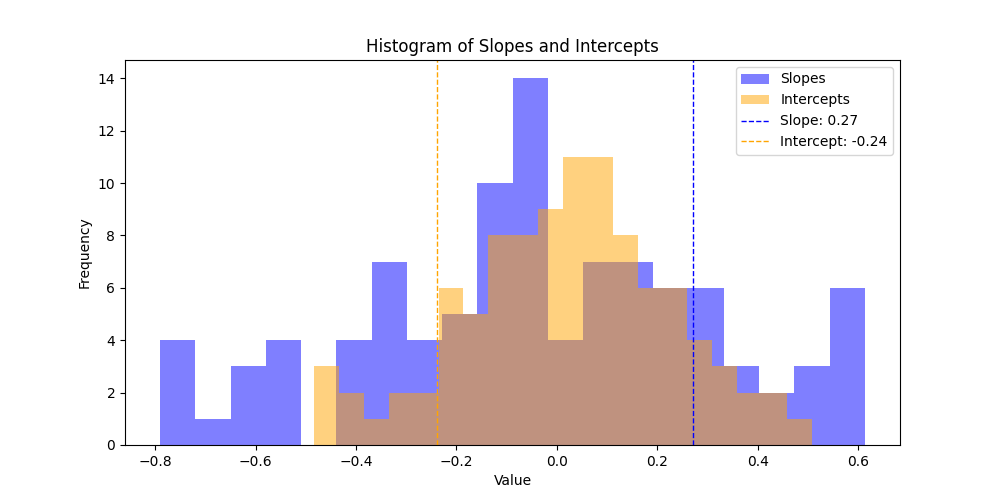 Histogram of Slopes and Intercepts
Slopes
Intercepts
Slope: 0.27
Intercept: -0.24
Frequency
14
12
10
8
6
4
2
0
−0.8 −0.6 −0.4 −0.2 0.0 0.2 0.4 0.6
Value